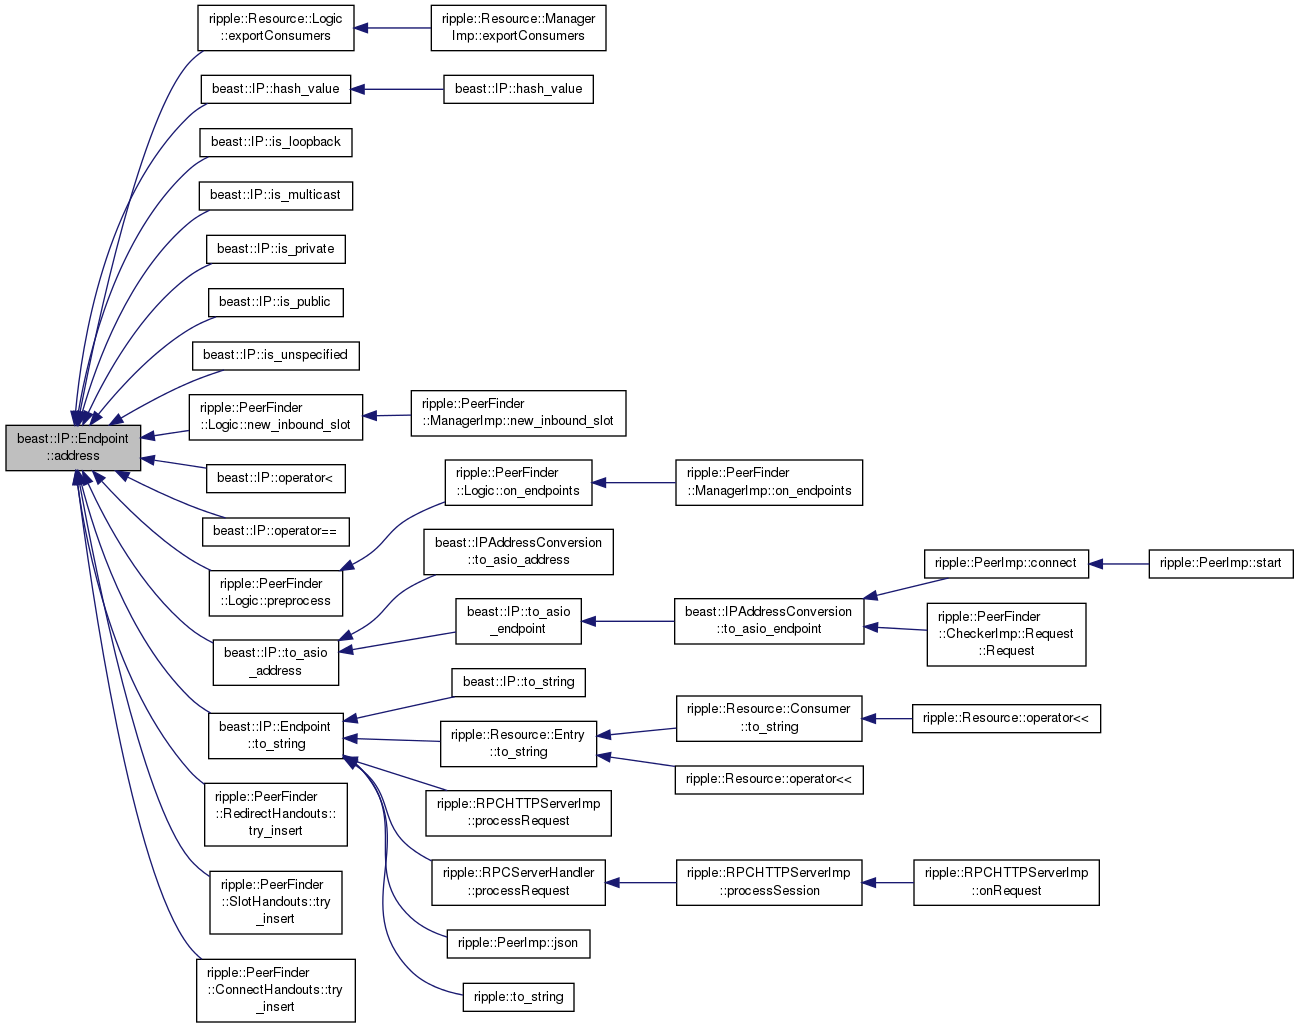 ripple::Resource::Logic
::exportConsumers
ripple::Resource::Manager
Imp::exportConsumers
beast::IP::hash_value
beast::IP::hash_value
beast::IP::is_loopback
beast::IP::is_multicast
beast::IP::is_private
beast::IP::is_public
beast::IP::is_unspecified
ripple::PeerFinder
::Logic::new_inbound_slot
ripple::PeerFinder
::ManagerImp::new_inbound_slot
beast::IP::Endpoint
::address
beast::IP::operator<
ripple::PeerFinder
::Logic::on_endpoints
ripple::PeerFinder
::ManagerImp::on_endpoints
beast::IP::operator==
beast::IPAddressConversion
::to_asio_address
ripple::PeerFinder
::Logic::preprocess
ripple::PeerImp::connect
ripple::PeerImp::start
beast::IP::to_asio
_endpoint
beast::IPAddressConversion
::to_asio_endpoint
ripple::PeerFinder
::CheckerImp::Request
::Request
beast::IP::to_asio
_address
beast::IP::to_string
beast::IP::Endpoint
::to_string
ripple::Resource::Entry
::to_string
ripple::Resource::Consumer
::to_string
ripple::Resource::operator<<
ripple::Resource::operator<<
ripple::PeerFinder
::RedirectHandouts::
try_insert
ripple::RPCHTTPServerImp
::processRequest
ripple::RPCServerHandler
::processRequest
ripple::RPCHTTPServerImp
::processSession
ripple::RPCHTTPServerImp
::onRequest
ripple::PeerFinder
::SlotHandouts::try
_insert
ripple::PeerImp::json
ripple::PeerFinder
::ConnectHandouts::try
_insert
ripple::to_string